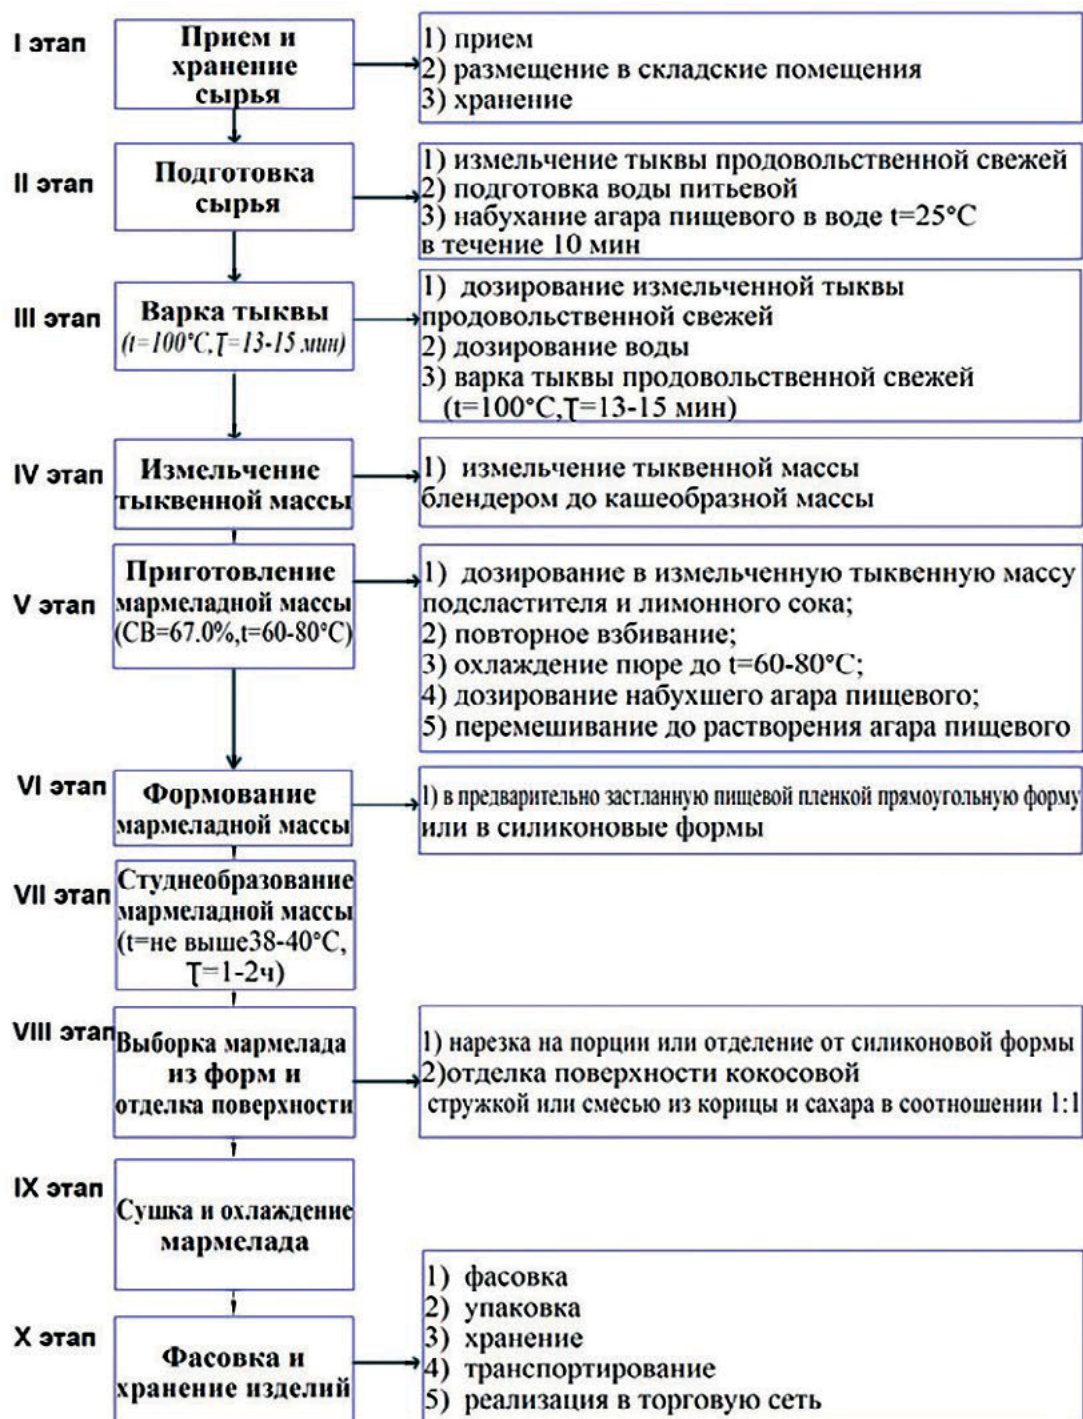 I этап
Прием и
хранение
сырья
1) прием
2) размещение в складские помещения
3) хранение
II этап
Подготовка
сырья
1) измельчение тыквы продовольственной свежей
2) подготовка воды питьевой
3) набухание агара пищевого в воде t=25°C
в течение 10 мин
III этап
Варка тыквы
(t=100°C,Ʈ=13-15 мин)
1) дозирование измельченной тыквы
продовольственной свежей
2) дозирование воды
3) варка тыквы продовольственной свежей
(t=100°C,Ʈ=13-15 мин)
IV этап
Измельчение
тыквенной массы
1) измельчение тыквенной массы
блендером до кашеобразной массы
V этап
Приготовление
мармеладной массы
(СВ=67.0%,t=60-80°C)
1) дозирование в измельченную тыквенную массу
подсластителя и лимонного сока;
2) повторное взбивание;
3) охлаждение пюре до t=60-80°C;
4) дозирование набухшего агара пищевого;
5) перемешивание до растворения агара пищевого
VI этап
Формование
мармеладной массы
1) в предварительно застланную пищевой пленкой прямоугольную форму
или в силиконовые формы
VII этап
Студнеобразование
мармеладной массы
(t=не выше38-40°C,
Ʈ=1-2ч)
VIII этап
Выборка мармелада
из форм и
отделка поверхности
1) нарезка на порции или отделение от силиконовой формы
2)отделка поверхности кокосовой
стружкой или смесью из корицы и сахара в соотношении 1:1
IX этап
Сушка и охлаждение
мармелада
X этап
Фасовка и
хранение изделий
1) фасовка
2) упаковка
3) хранение
4) транспортирование
5) реализация в торговую сеть